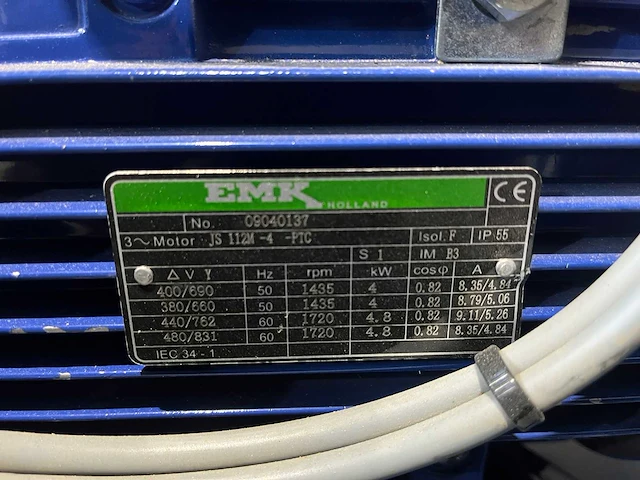 EMK HOLLAND CE
No. 09040137
3~Motor JS 112M-4 -PTC Isol. F IP 55
S 1 IM B3
Δ V Y Hz rpm kW cosφ A
400/690 50 1435 4 0.82 8.35/4.84
380/660 50 1435 4 0.82 8.79/5.06
440/762 60 1720 4.8 0.82 9.11/5.26
480/831 60 1720 4.8 0.82 8.35/4.84
IEC 34-1